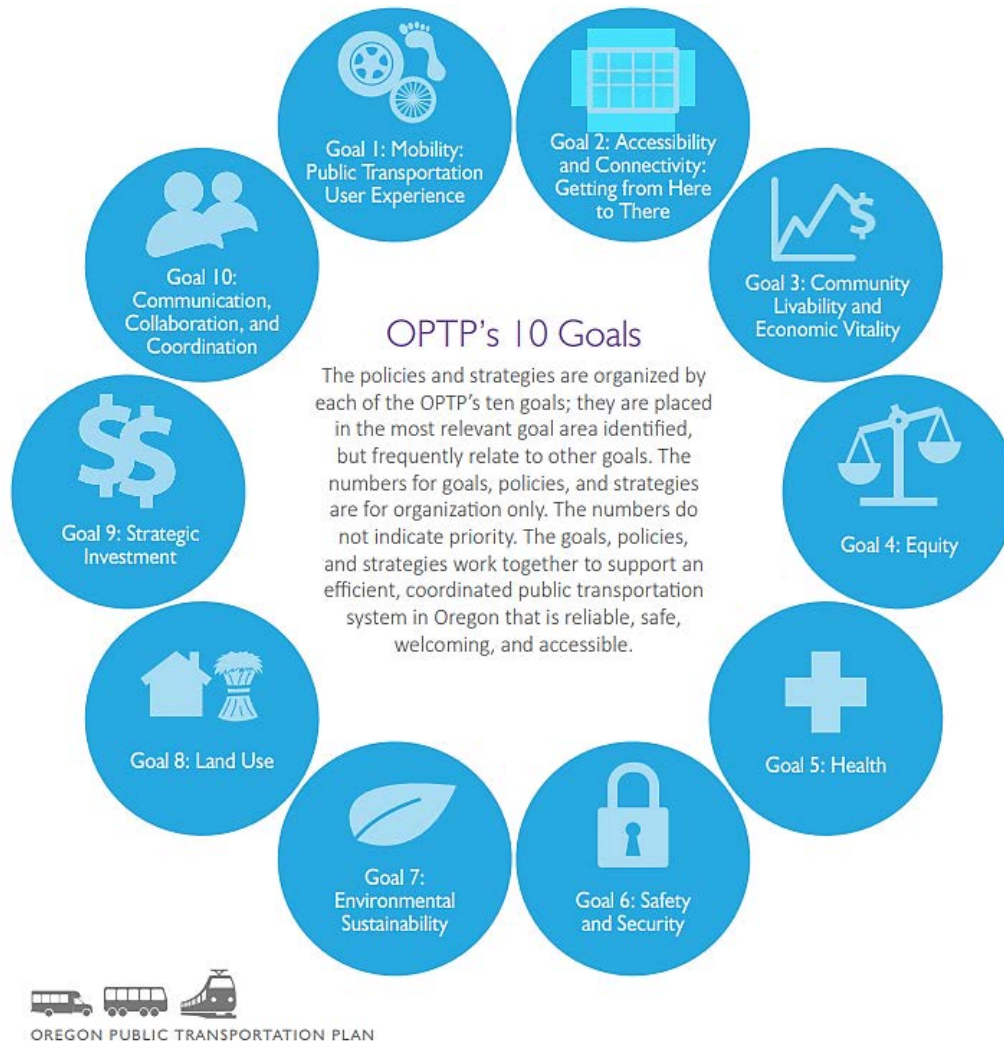 Goal 1: Mobility:
Public Transportation
User Experience
Goal 2: Accessibility
and Connectivity:
Getting from Here
to There
Goal 3: Community
Livability and
Economic Vitality
Goal 4: Equity
Goal 5: Health
Goal 6: Safety
and Security
Goal 7:
Environmental
Sustainability
Goal 8: Land Use
Goal 9: Strategic
Investment
Goal 10:
Communication,
Collaboration, and
Coordination
OPTP's 10 Goals
The policies and strategies are organized by
each of the OPTP's ten goals; they are placed
in the most relevant goal area identified,
but frequently relate to other goals. The
numbers for goals, policies, and strategies
are for organization only. The numbers do
not indicate priority. The goals, policies,
and strategies work together to support an
efficient, coordinated public transportation
system in Oregon that is reliable, safe,
welcoming, and accessible.
OREGON PUBLIC TRANSPORTATION PLAN